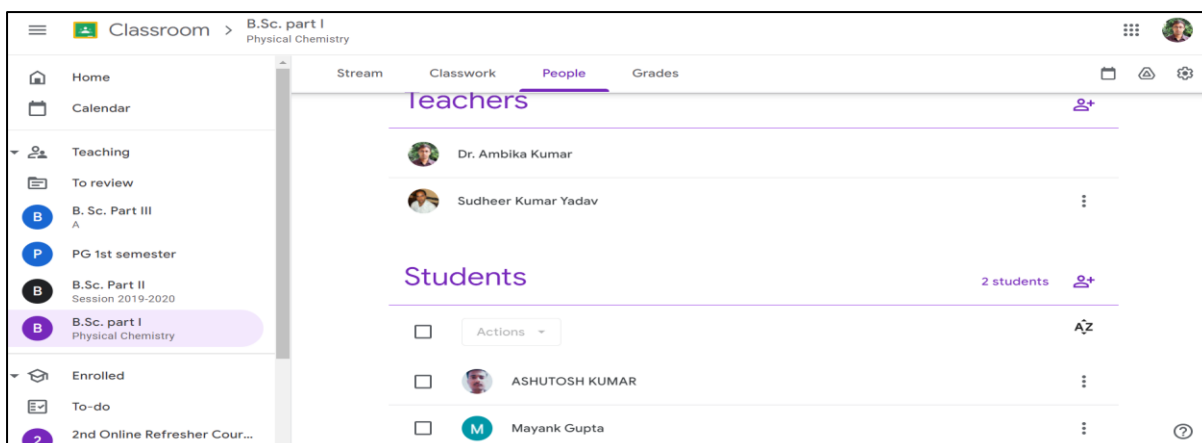 Classroom > B.Sc. part I
Physical Chemistry
Home
Calendar
Teaching
To review
B B. Sc. Part III
A
P PG 1st semester
B B.Sc. Part II
Session 2019-2020
B B.Sc. part I
Physical Chemistry
Enrolled
To-do
2 2nd Online Refresher Cour...
Stream Classwork People Grades
Teachers
Dr. Ambika Kumar
Sudheer Kumar Yadav
Students 2 students
Actions AZ
ASHUTOSH KUMAR
M Mayank Gupta